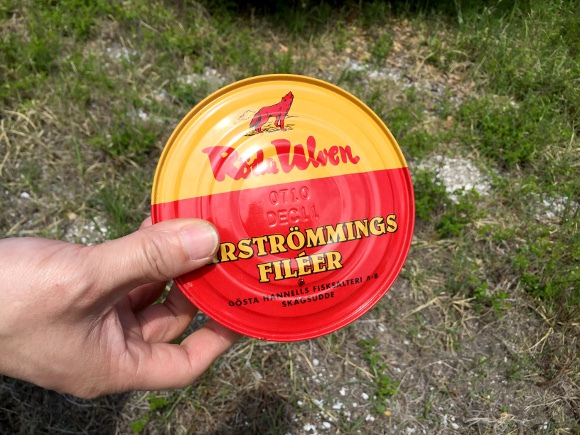 Röda Ulven
0710
DEC11
RSTRÖMMINGS
FILÉER
GÖSTA HANNELLS FISKSALTERI A-B
SKAGSUDDE